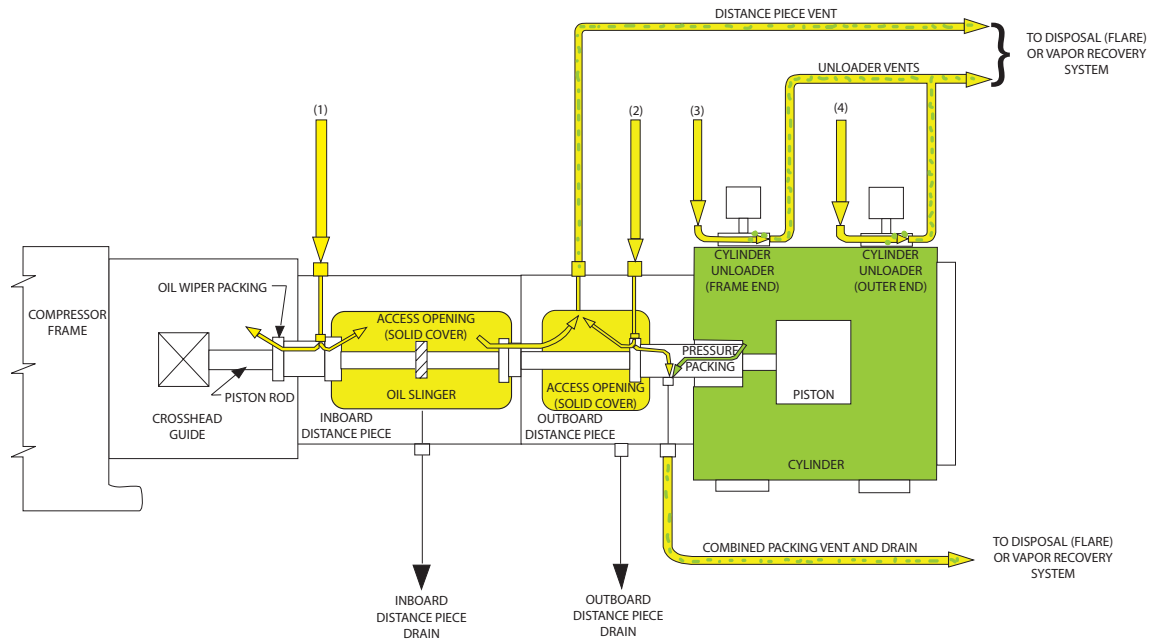 DISTANCE PIECE VENT
TO DISPOSAL (FLARE)
OR VAPOR RECOVERY
SYSTEM
UNLOADER VENTS
(1)
(2)
(3)
(4)
OIL WIPER PACKING
COMPRESSOR
FRAME
ACCESS OPENING
(SOLID COVER)
CYLINDER
UNLOADER
(FRAME END)
CYLINDER
UNLOADER
(OUTER END)
PRESSURE
PACKING
PISTON ROD
OIL SLINGER
ACCESS OPENING
(SOLID COVER)
PISTON
CROSSHEAD
GUIDE
INBOARD
DISTANCE PIECE
OUTBOARD
DISTANCE PIECE
CYLINDER
COMBINED PACKING VENT AND DRAIN
TO DISPOSAL (FLARE)
OR VAPOR RECOVERY
SYSTEM
INBOARD
DISTANCE PIECE
DRAIN
OUTBOARD
DISTANCE PIECE
DRAIN